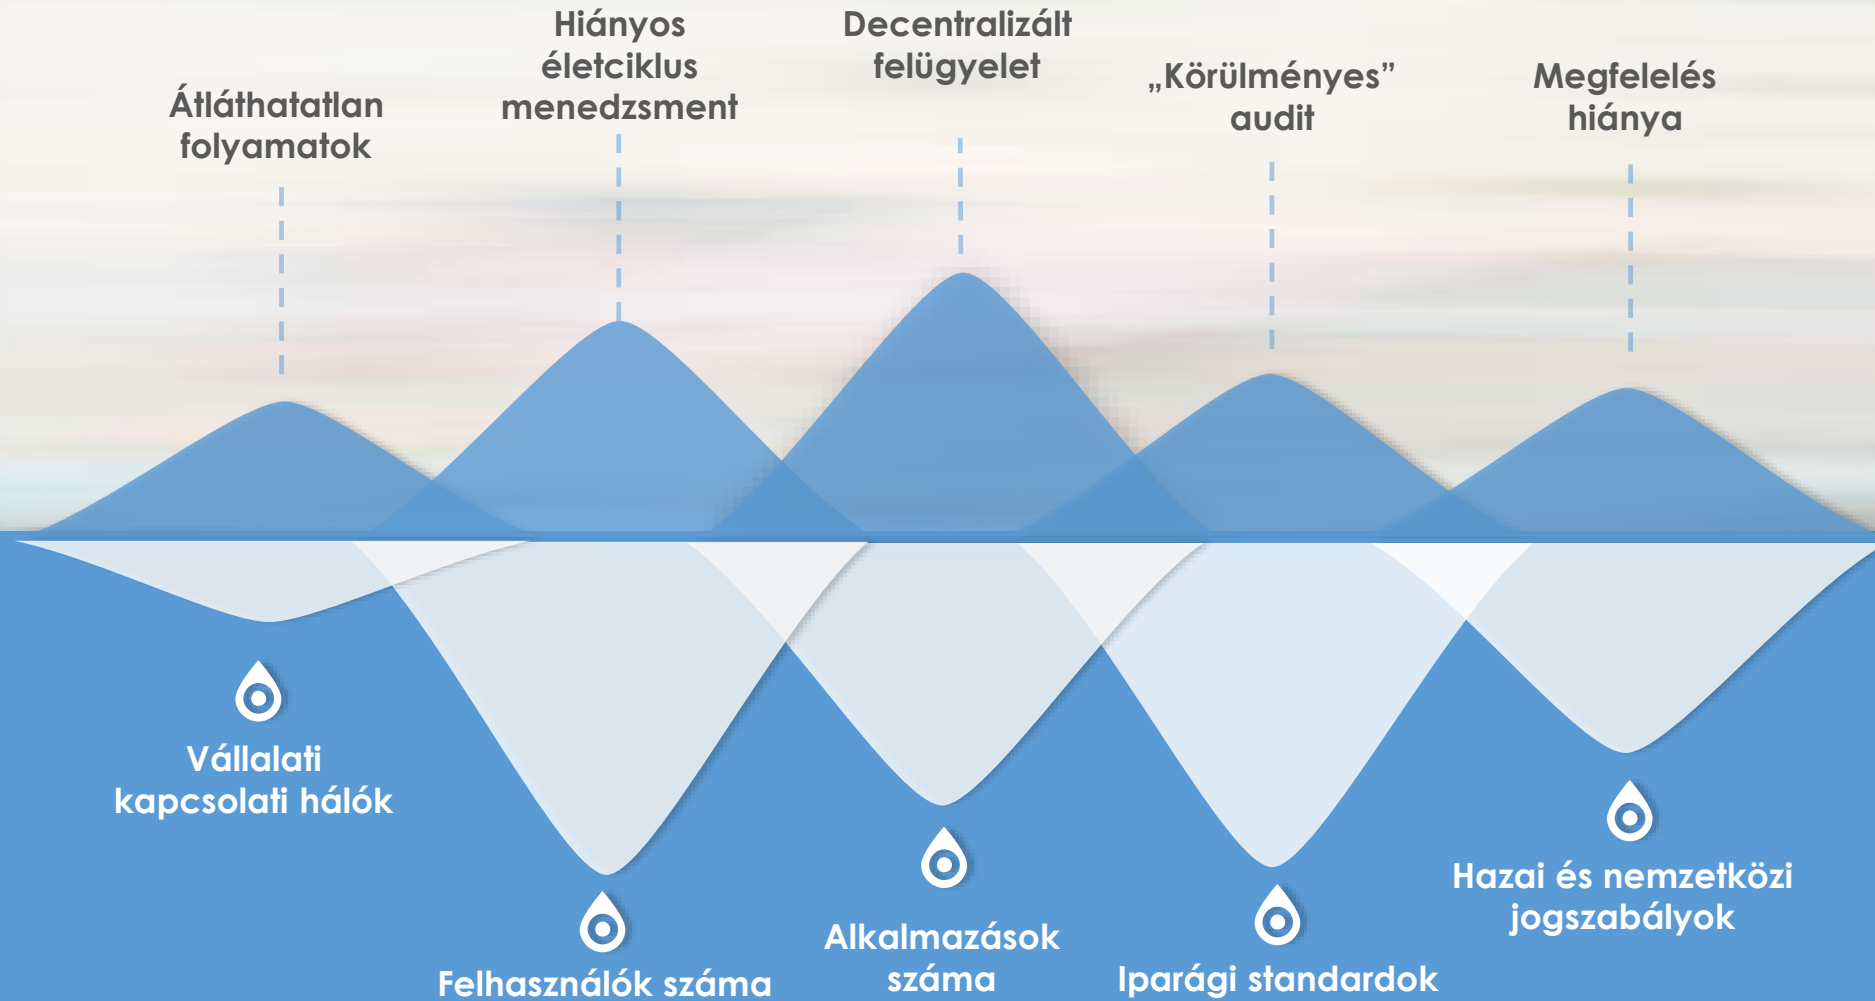 Átláthatatlan
folyamatok
Hiányos
életciklus
menedzsment
Decentralizált
felügyelet
„Körülményes”
audit
Megfelelés
hiánya
Vállalati
kapcsolati hálók
Felhasználók száma
Alkalmazások
száma
Iparági standardok
Hazai és nemzetközi
jogszabályok